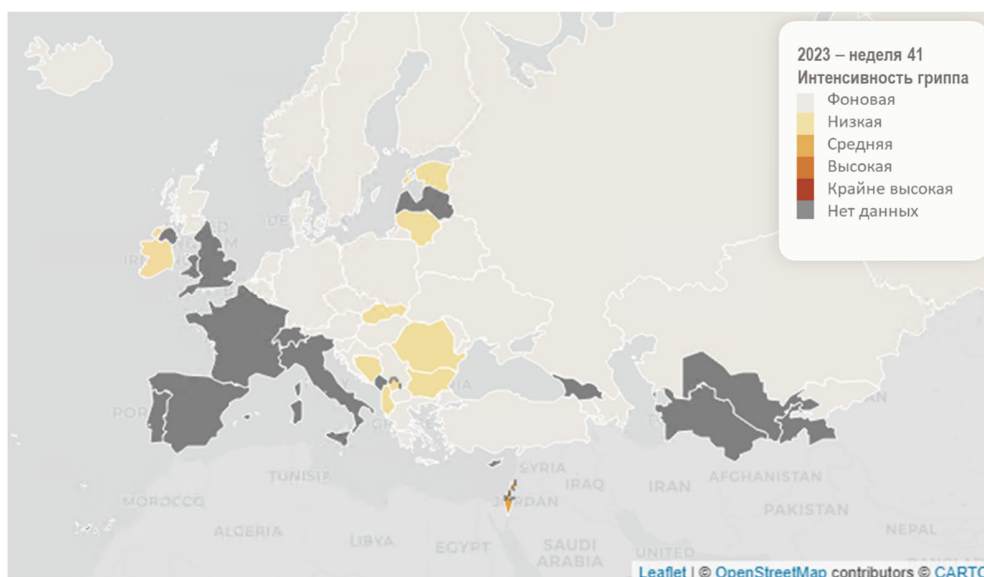 2023 – неделя 41
Интенсивность гриппа
Фоновая
Низкая
Средняя
Высокая
Крайне высокая
Нет данных
SYRIA
TUNISIA
IRAQ
IRAN
AFGHANISTAN
MOROCCO
JORDAN
PAKISTAN
ALGERIA
LIBYA
EGYPT
SAUDI
ARABIA
NEPAL
UNITED
Leaflet | © OpenStreetMap contributors © CARTO